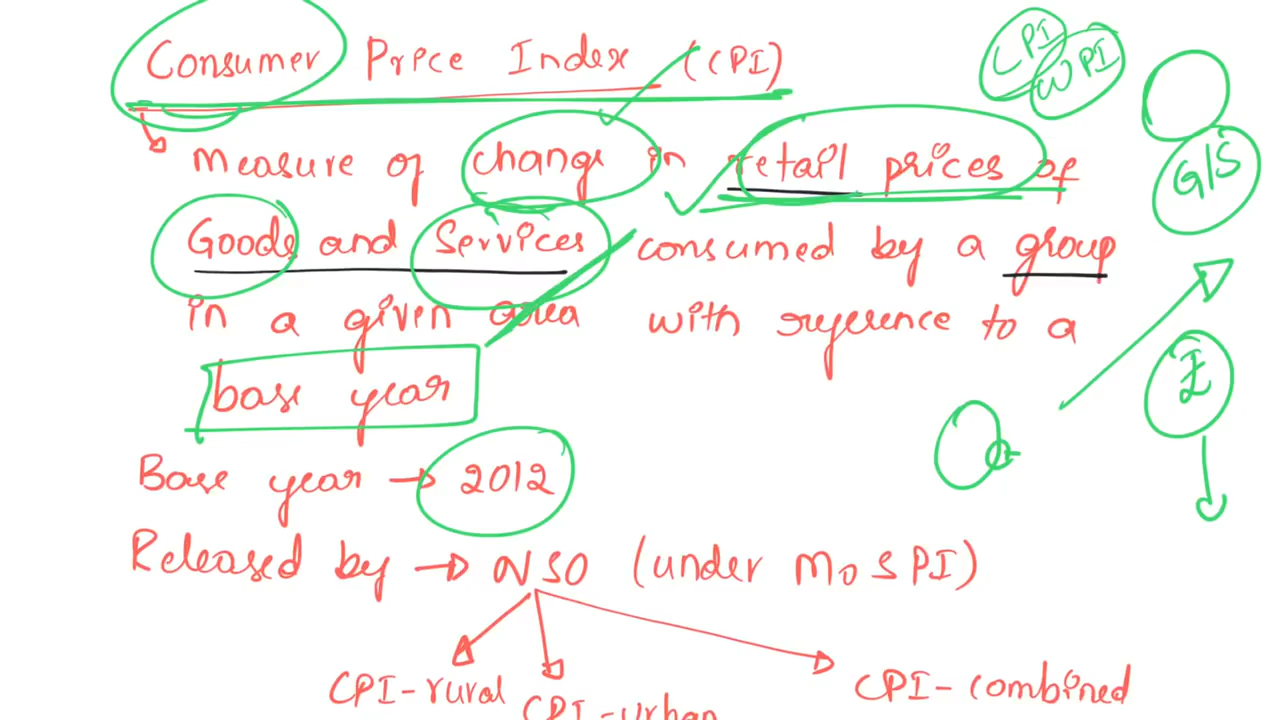 Consumer Price Index (CPI)
CPI
WPI
measure of change in retail prices of
G/S
Goods and Services consumed by a group
in a given area with reference to a
base year
Base year → 2012
Released by → NSO (under MoSPI)
CPI-rural
CPI-urban
CPI-combined